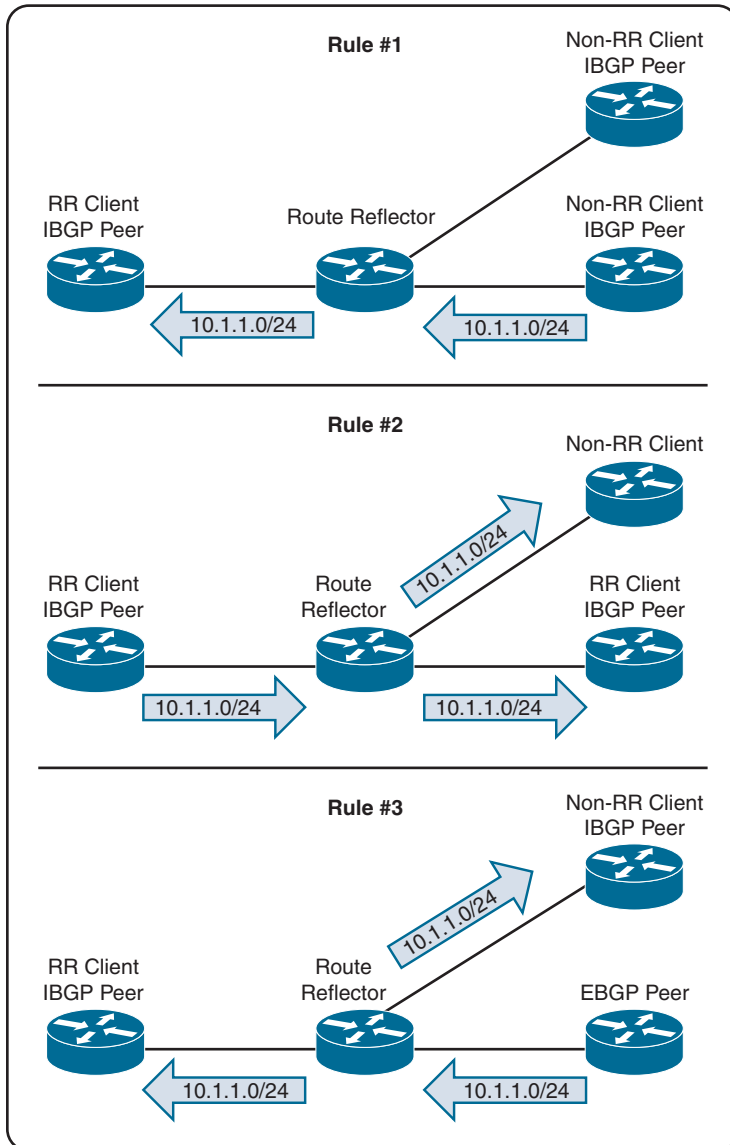 Rule #1
Non-RR Client
IBGP Peer
RR Client
IBGP Peer
Route Reflector
Non-RR Client
IBGP Peer
10.1.1.0/24
10.1.1.0/24
Rule #2
Non-RR Client
10.1.1.0/24
RR Client
IBGP Peer
Route
Reflector
RR Client
IBGP Peer
10.1.1.0/24
10.1.1.0/24
Rule #3
Non-RR Client
IBGP Peer
10.1.1.0/24
RR Client
IBGP Peer
Route
Reflector
EBGP Peer
10.1.1.0/24
10.1.1.0/24